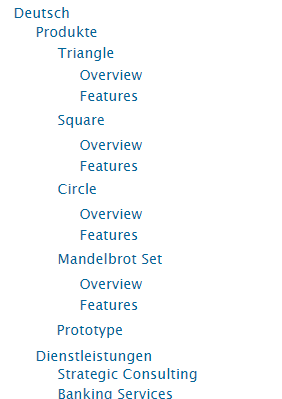 Deutsch
Produkte
Triangle
Overview
Features
Square
Overview
Features
Circle
Overview
Features
Mandelbrot Set
Overview
Features
Prototype
Dienstleistungen
Strategic Consulting
Banking Services